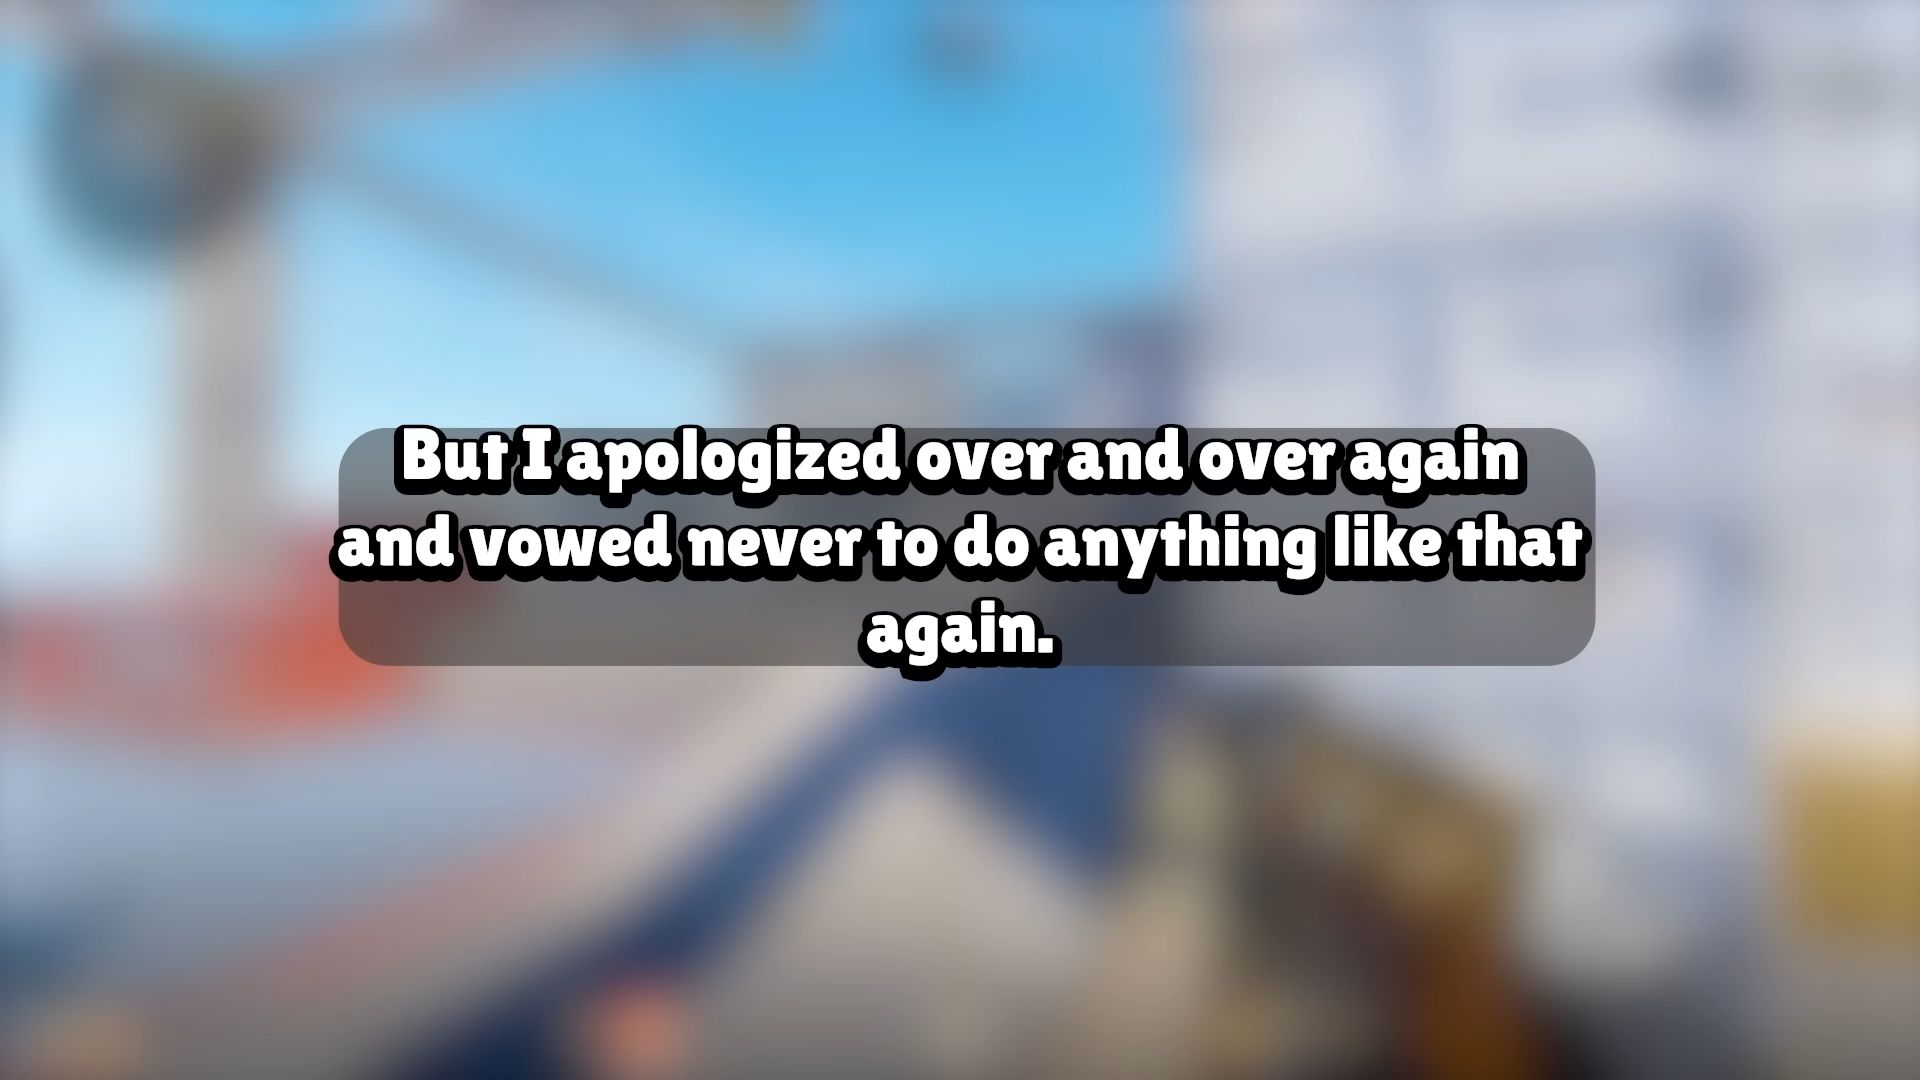 But I apologized over and over again
and vowed never to do anything like that
again.